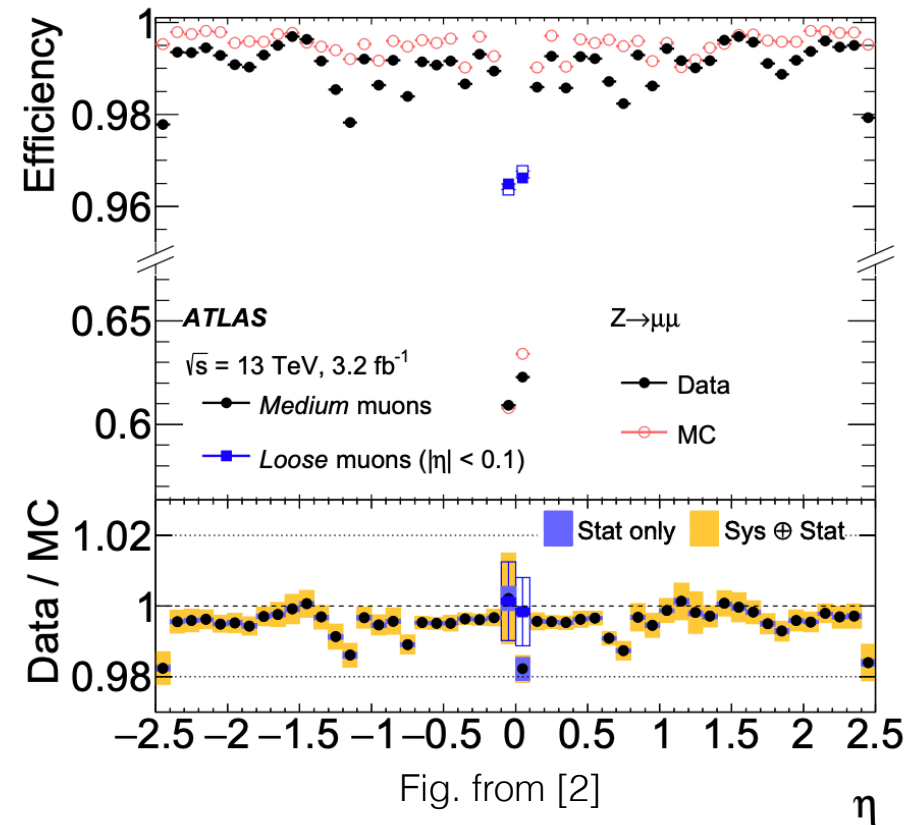 Efficiency
1
0.98
0.96
0.65
0.6
ATLAS
√s = 13 TeV, 3.2 fb⁻¹
Medium muons
Loose muons (|η| < 0.1)
Z→μμ
Data
MC
Data / MC
1.02
1
0.98
Stat only
Sys ⊕ Stat
−2.5 −2 −1.5 −1 −0.5 0 0.5 1 1.5 2 2.5
Fig. from [2]
η